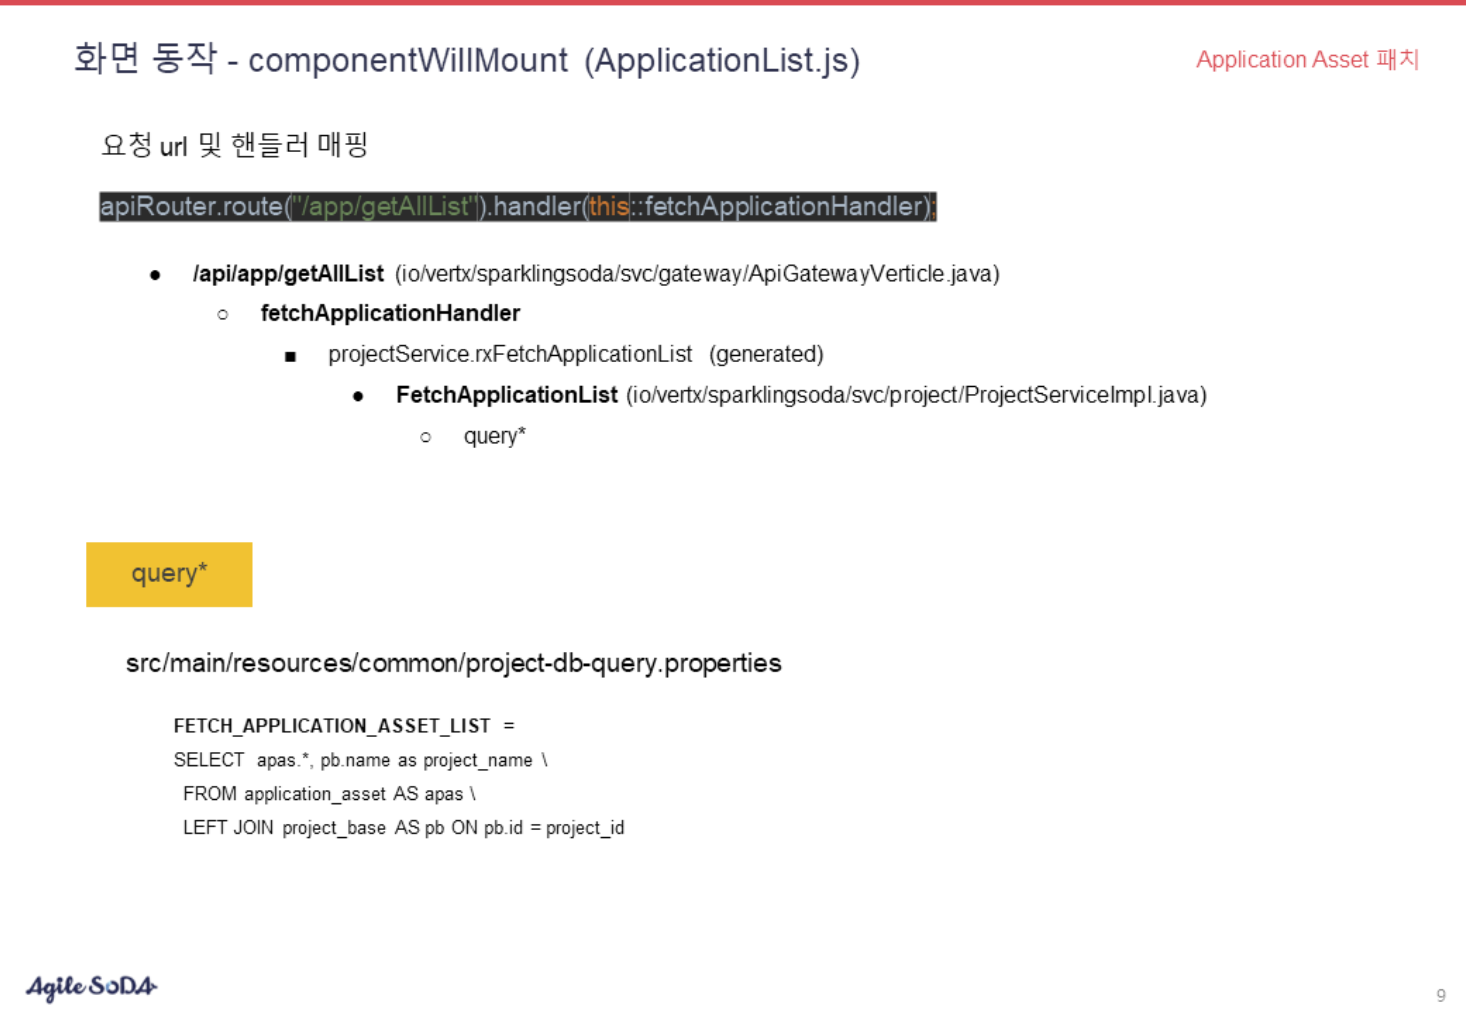 화면 동작 - componentWillMount (ApplicationList.js)
Application Asset 패치
요청 url 및 핸들러 매핑
apiRouter.route("/app/getAllList").handler(this::fetchApplicationHandler);
● /api/app/getAllList (io/vertx/sparklingsoda/svc/gateway/ApiGatewayVerticle.java)
○ fetchApplicationHandler
■ projectService.rxFetchApplicationList (generated)
● FetchApplicationList (io/vertx/sparklingsoda/svc/project/ProjectServiceImpl.java)
○ query*
query*
src/main/resources/common/project-db-query.properties
FETCH_APPLICATION_ASSET_LIST =
SELECT apas.*, pb.name as project_name \
FROM application_asset AS apas \
LEFT JOIN project_base AS pb ON pb.id = project_id
Agile SoDA
9